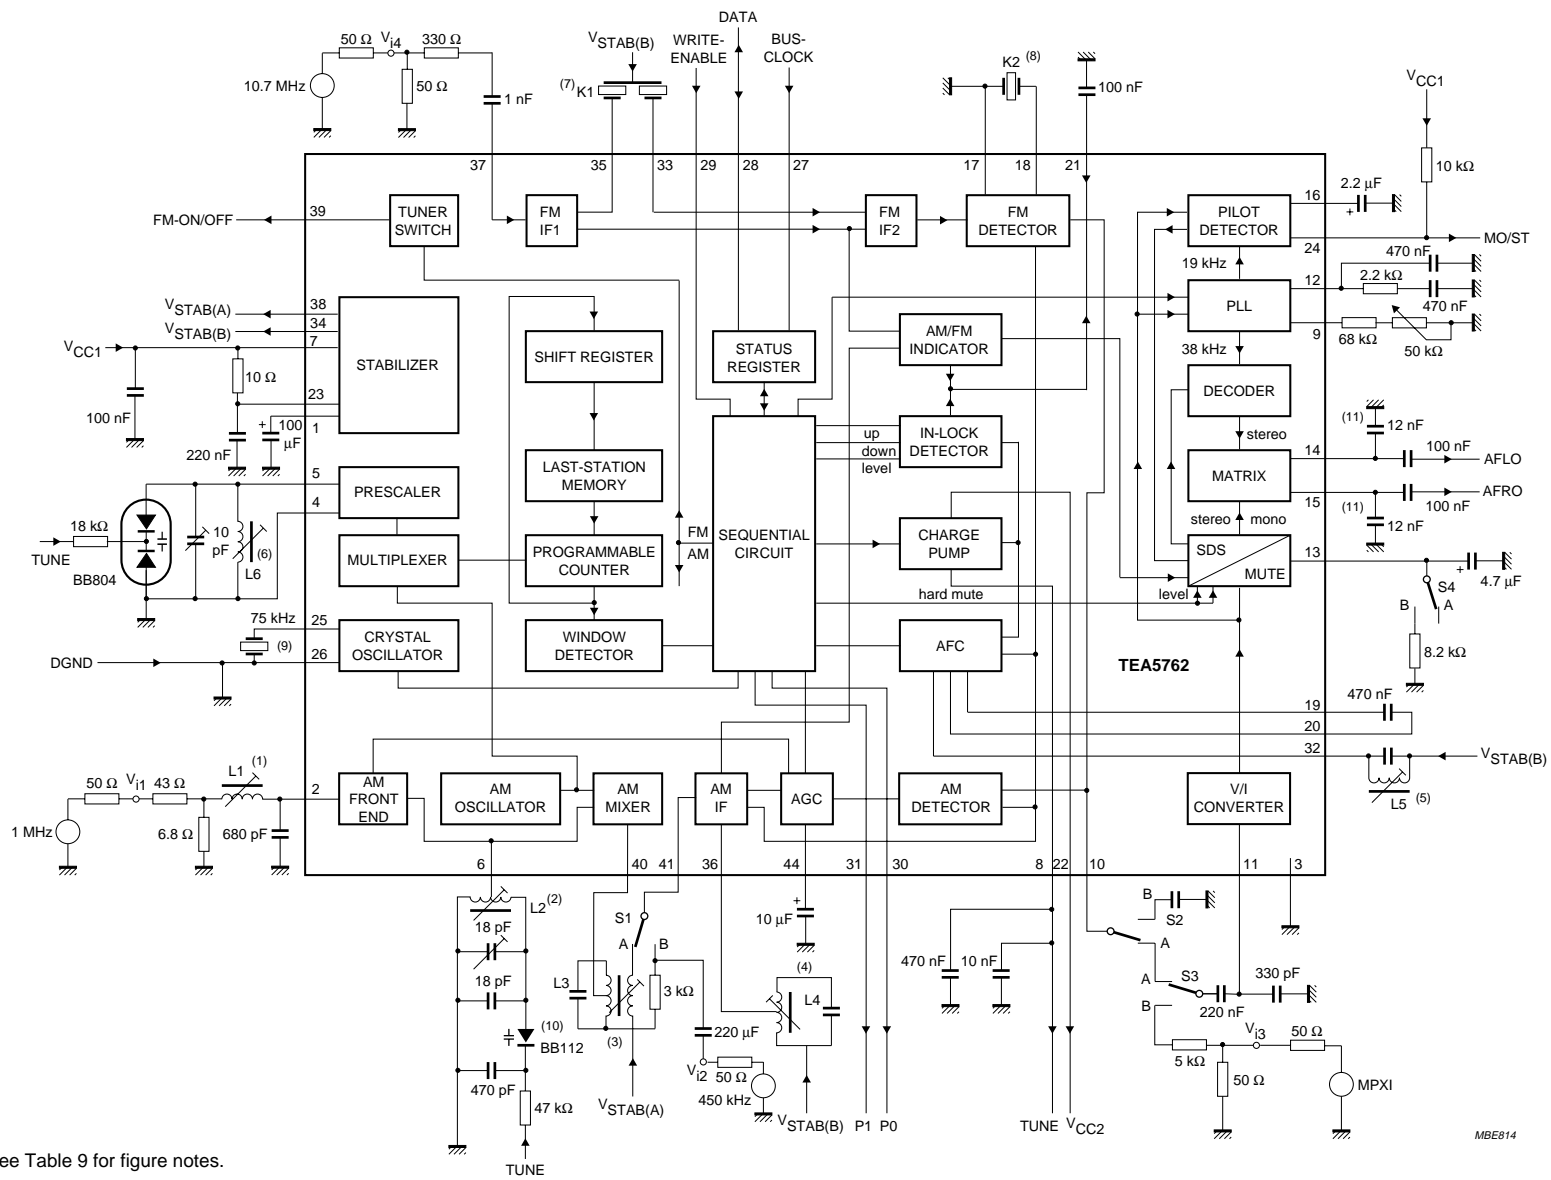 DATA
50 Ω
Vi4
330 Ω
VSTAB(B)
WRITE-
ENABLE
BUS-
CLOCK
K2 (8)
10.7 MHz
50 Ω
1 nF
(7) K1
100 nF
VCC1
10 kΩ
37
35
33
29
28
27
17
18
21
2.2 µF
+
16
FM-ON/OFF
39
TUNER
SWITCH
FM
IF1
FM
IF2
FM
DETECTOR
PILOT
DETECTOR
24
MO/ST
19 kHz
470 nF
12
2.2 kΩ
470 nF
VSTAB(A)
38
VSTAB(B)
34
VCC1
7
STABILIZER
SHIFT REGISTER
STATUS
REGISTER
AM/FM
INDICATOR
PLL
9
68 kΩ
50 kΩ
38 kHz
10 Ω
100 nF
23
+
100
µF
1
220 nF
DECODER
(11)
12 nF
up
down
level
IN-LOCK
DETECTOR
stereo
14
100 nF
AFLO
5
4
PRESCALER
LAST-STATION
MEMORY
MATRIX
15
(11)
100 nF
AFRO
12 nF
18 kΩ
TUNE
BB804
10
pF
(6)
L6
MULTIPLEXER
PROGRAMMABLE
COUNTER
FM
AM
SEQUENTIAL
CIRCUIT
CHARGE
PUMP
stereo
mono
SDS
MUTE
13
+
4.7 µF
S4
B
A
hard mute
level
8.2 kΩ
75 kHz
25
(9)
26
DGND
CRYSTAL
OSCILLATOR
WINDOW
DETECTOR
AFC
TEA5762
470 nF
19
20
32
VSTAB(B)
L5 (5)
50 Ω
Vi1
43 Ω
L1 (1)
2
1 MHz
6.8 Ω
680 pF
AM
FRONT
END
AM
OSCILLATOR
AM
MIXER
AM
IF
AGC
AM
DETECTOR
V/I
CONVERTER
6
40
41
36
44
31
30
8
22
10
11
3
L2 (2)
18 pF
18 pF
(10)
BB112
470 pF
47 kΩ
TUNE
S1
A
B
L3
(3)
3 kΩ
VSTAB(A)
220 µF
Vi2
50 Ω
450 kHz
+
10 µF
(4)
L4
VSTAB(B)
P1
P0
470 nF
10 nF
TUNE
VCC2
B
S2
A
A
S3
B
330 pF
220 nF
Vi3
50 Ω
5 kΩ
50 Ω
MPXI
MBE814
ee Table 9 for figure notes.